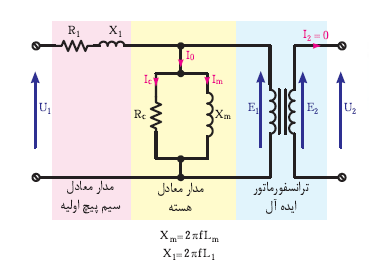 R1 X1 I0 I2 = 0
Ic Im
U1 Rc Xm E1 E2 U2
مدار معادل
سیم پیچ اولیه
مدار معادل
هسته
ترانسفورماتور
ایده آل
Xm=2πfLm
X1=2πfL1